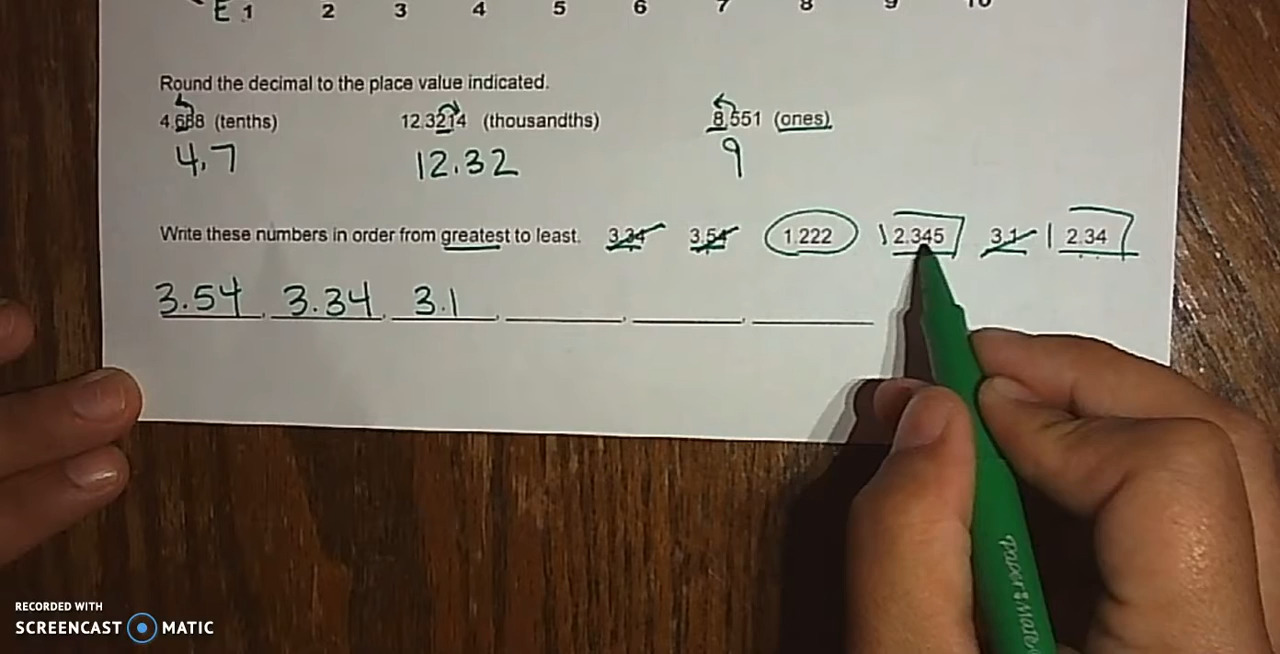 E 1 2 3 4 5 6 7 8 9 10
Round the decimal to the place value indicated.
4.688 (tenths) 12.3214 (thousandths) 8.551 (ones)
4.7 12.32 9
Write these numbers in order from greatest to least. 3.34 3.54 1.222 2.345 3.1 2.34
3.54, 3.34, 3.1
papermate
RECORDED WITH
SCREENCAST MATIC